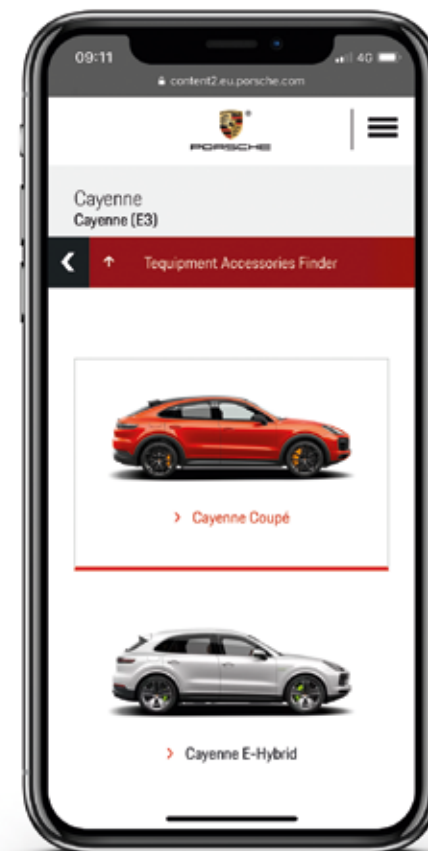 09:11
4G
content2.eu.porsche.com
PORSCHE
Cayenne
Cayenne (E3)
Tequipment Accessories Finder
Cayenne Coupé
Cayenne E-Hybrid